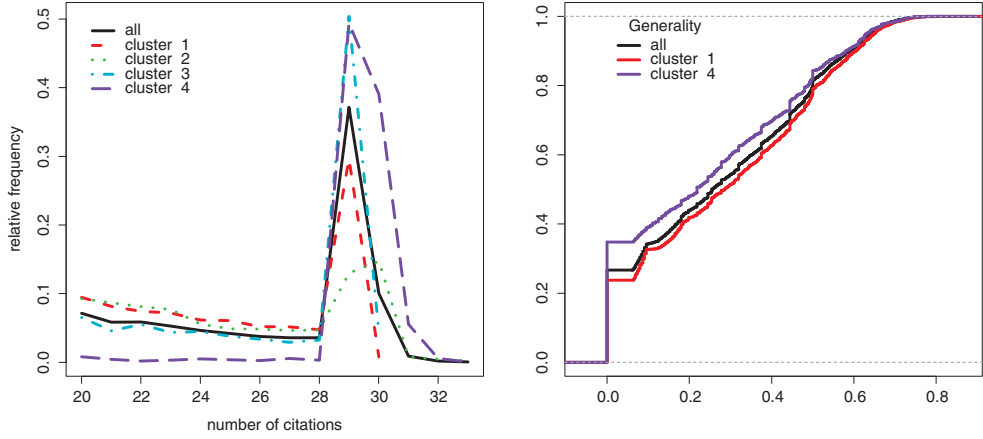 0.5
0.4
0.3
0.2
0.1
0.0
relative frequency
all
cluster 1
cluster 2
cluster 3
cluster 4
20 22 24 26 28 30 32
number of citations
1.0
0.8
0.6
0.4
0.2
0.0
Generality
all
cluster 1
cluster 4
0.0 0.2 0.4 0.6 0.8